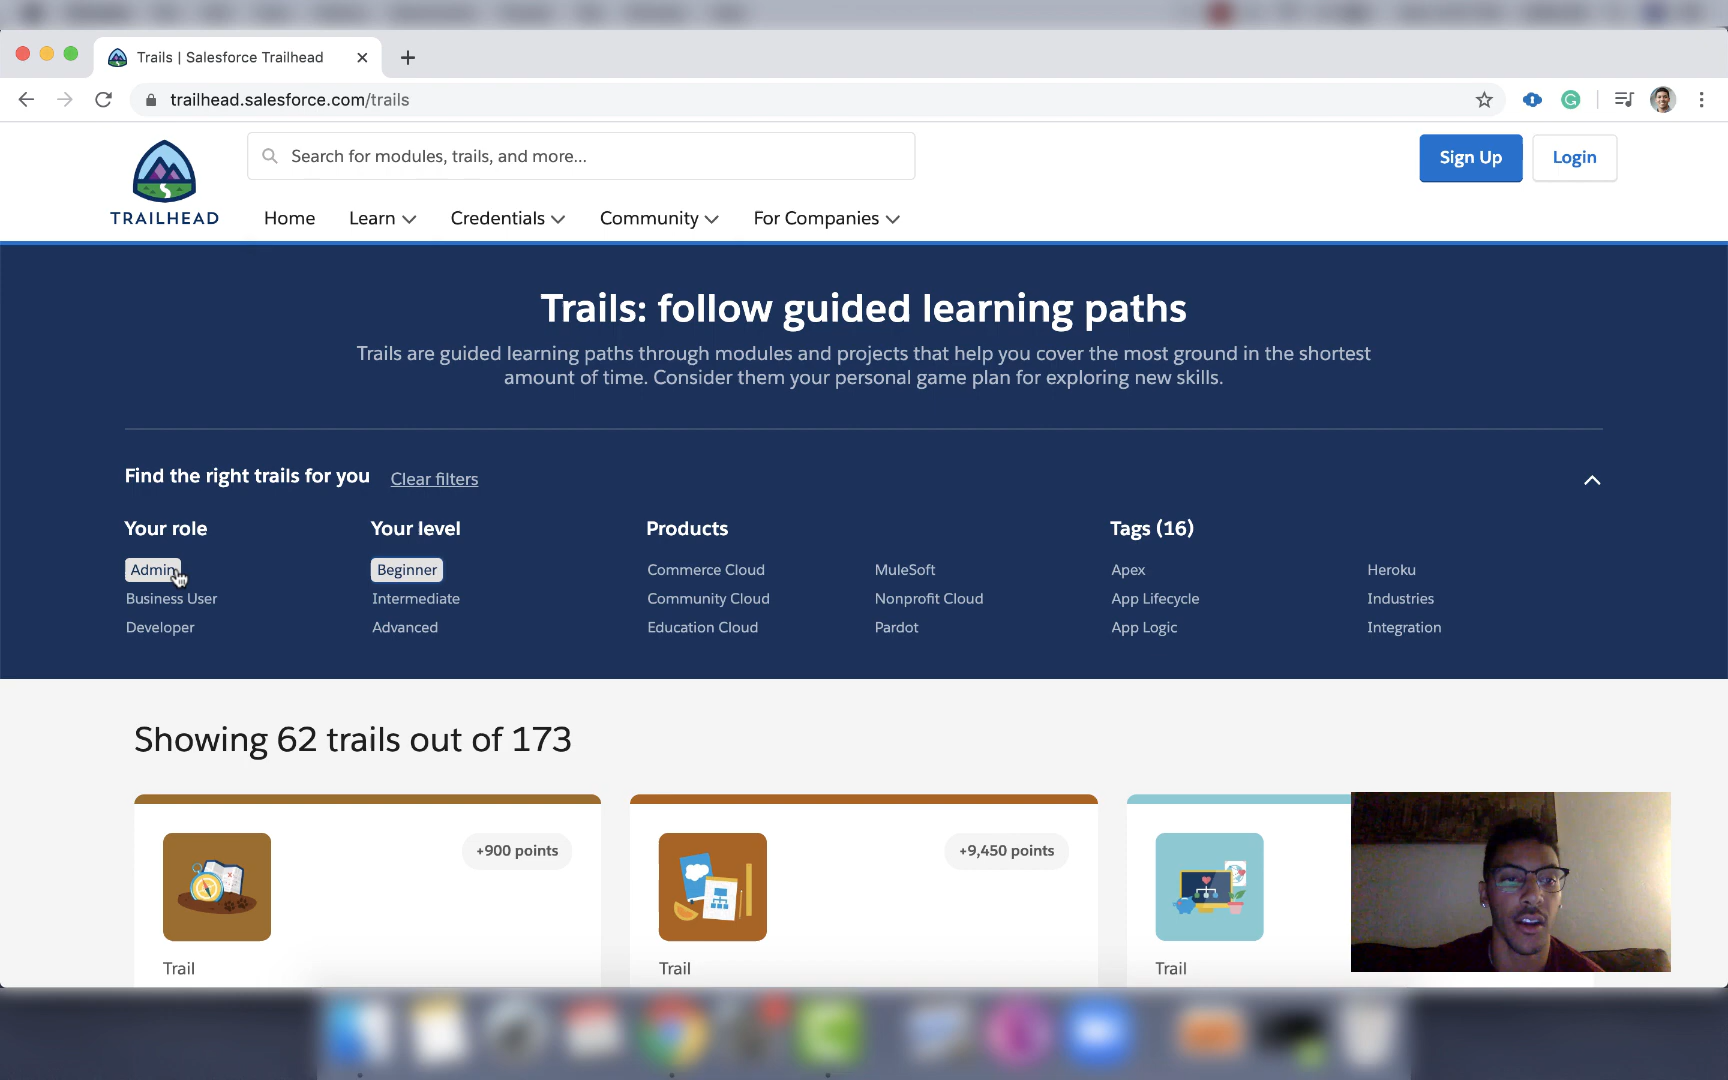 Trails | Salesforce Trailhead
trailhead.salesforce.com/trails
Search for modules, trails, and more...
Sign Up
Login
TRAILHEAD
Home
Learn
Credentials
Community
For Companies
Trails: follow guided learning paths
Trails are guided learning paths through modules and projects that help you cover the most ground in the shortest
amount of time. Consider them your personal game plan for exploring new skills.
Find the right trails for you
Clear filters
Your role
Admin
Business User
Developer
Your level
Beginner
Intermediate
Advanced
Products
Commerce Cloud
Community Cloud
Education Cloud
MuleSoft
Nonprofit Cloud
Pardot
Tags (16)
Apex
App Lifecycle
App Logic
Heroku
Industries
Integration
Showing 62 trails out of 173
+900 points
Trail
+9,450 points
Trail
Trail